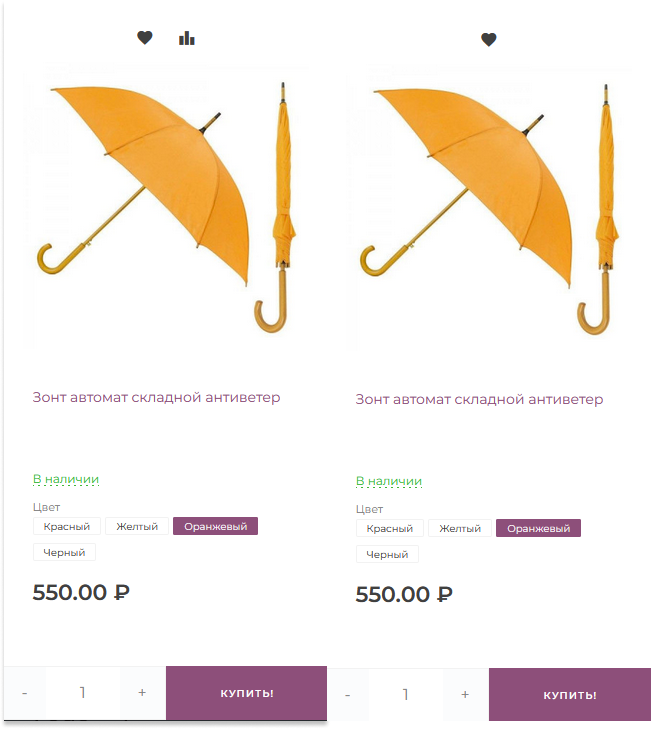 Зонт автомат складной антиветер
В наличии
Цвет
Красный Желтый Оранжевый
Черный
550.00 ₽
- 1 + КУПИТЬ!
Зонт автомат складной антиветер
В наличии
Цвет
Красный Желтый Оранжевый
Черный
550.00 ₽
- 1 + КУПИТЬ!